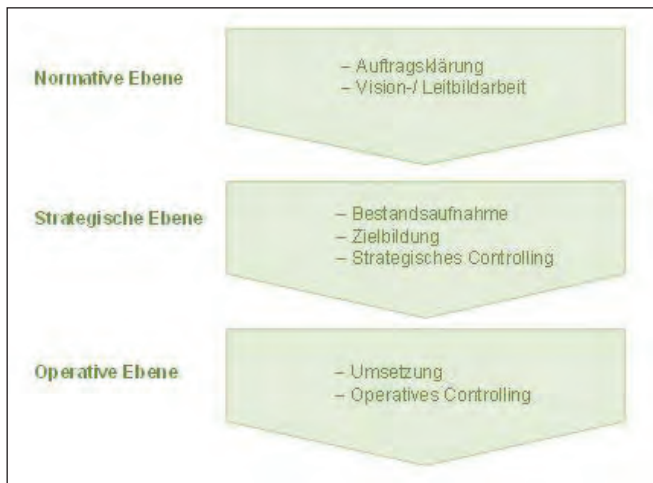 Normative Ebene
– Auftragsklärung
– Vision-/ Leitbildarbeit
Strategische Ebene
– Bestandsaufnahme
– Zielbildung
– Strategisches Controlling
Operative Ebene
– Umsetzung
– Operatives Controlling